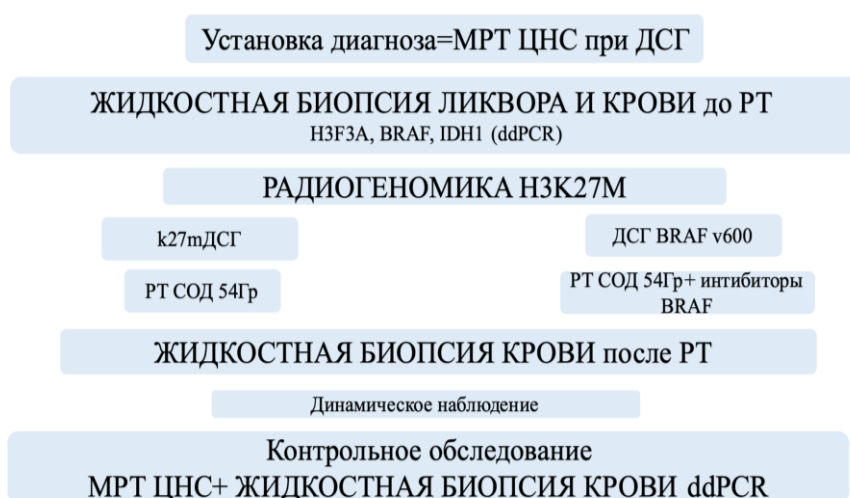 Установка диагноза=МРТ ЦНС при ДСГ
ЖИДКОСТНАЯ БИОПСИЯ ЛИКВОРА И КРОВИ до РТ
H3F3A, BRAF, IDH1 (ddPCR)
РАДИОГЕНОМИКА H3K27M
k27mДСГ
ДСГ BRAF v600
РТ СОД 54Гр
РТ СОД 54Гр+ интибиторы
BRAF
ЖИДКОСТНАЯ БИОПСИЯ КРОВИ после РТ
Динамическое наблюдение
Контрольное обследование
МРТ ЦНС+ ЖИДКОСТНАЯ БИОПСИЯ КРОВИ ddPCR